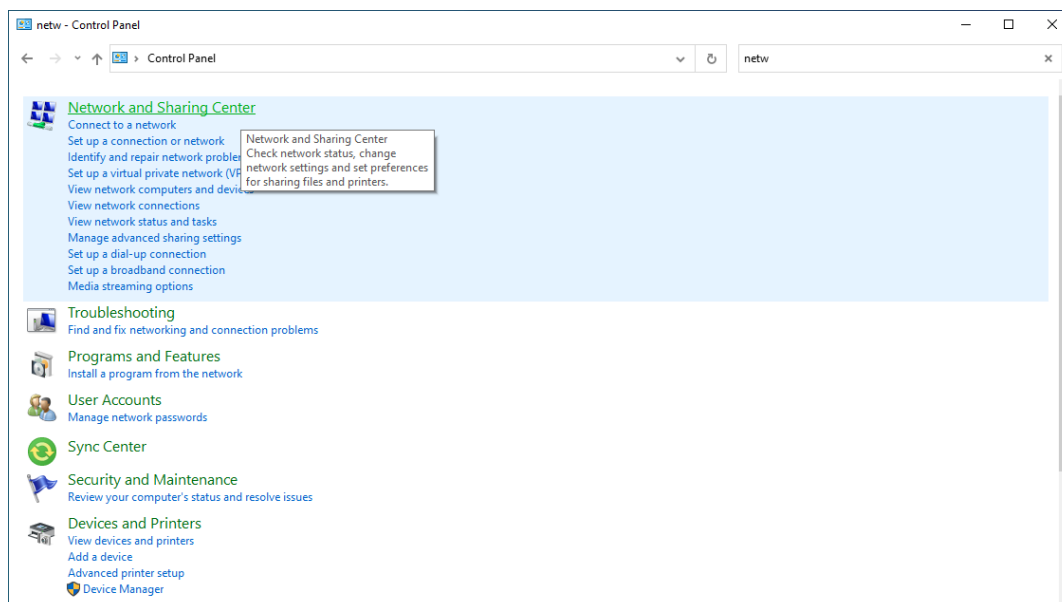 netw - Control Panel
Control Panel
netw
Network and Sharing Center
Connect to a network
Set up a connection or network
Identify and repair network
Set up a virtual private network
View network computers and
View network connections
View network status and tasks
Manage advanced sharing settings
Set up a dial-up connection
Set up a broadband connection
Media streaming options
Network and Sharing Center
Check network status, change
network settings and set preferences
for sharing files and printers.
Troubleshooting
Find and fix networking and connection problems
Programs and Features
Install a program from the network
User Accounts
Manage network passwords
Sync Center
Security and Maintenance
Review your computer's status and resolve issues
Devices and Printers
View devices and printers
Add a device
Advanced printer setup
Device Manager